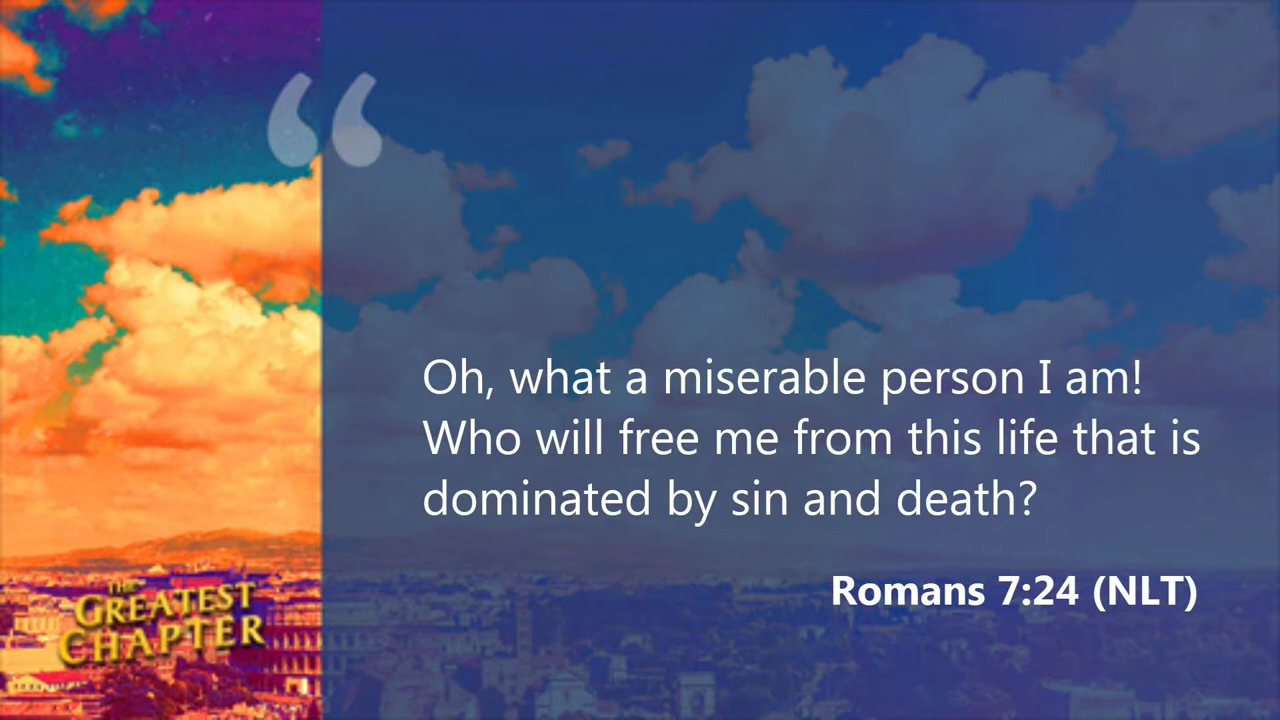 “
Oh, what a miserable person I am!
Who will free me from this life that is
dominated by sin and death?
Romans 7:24 (NLT)
THE
GREATEST
CHAPTER